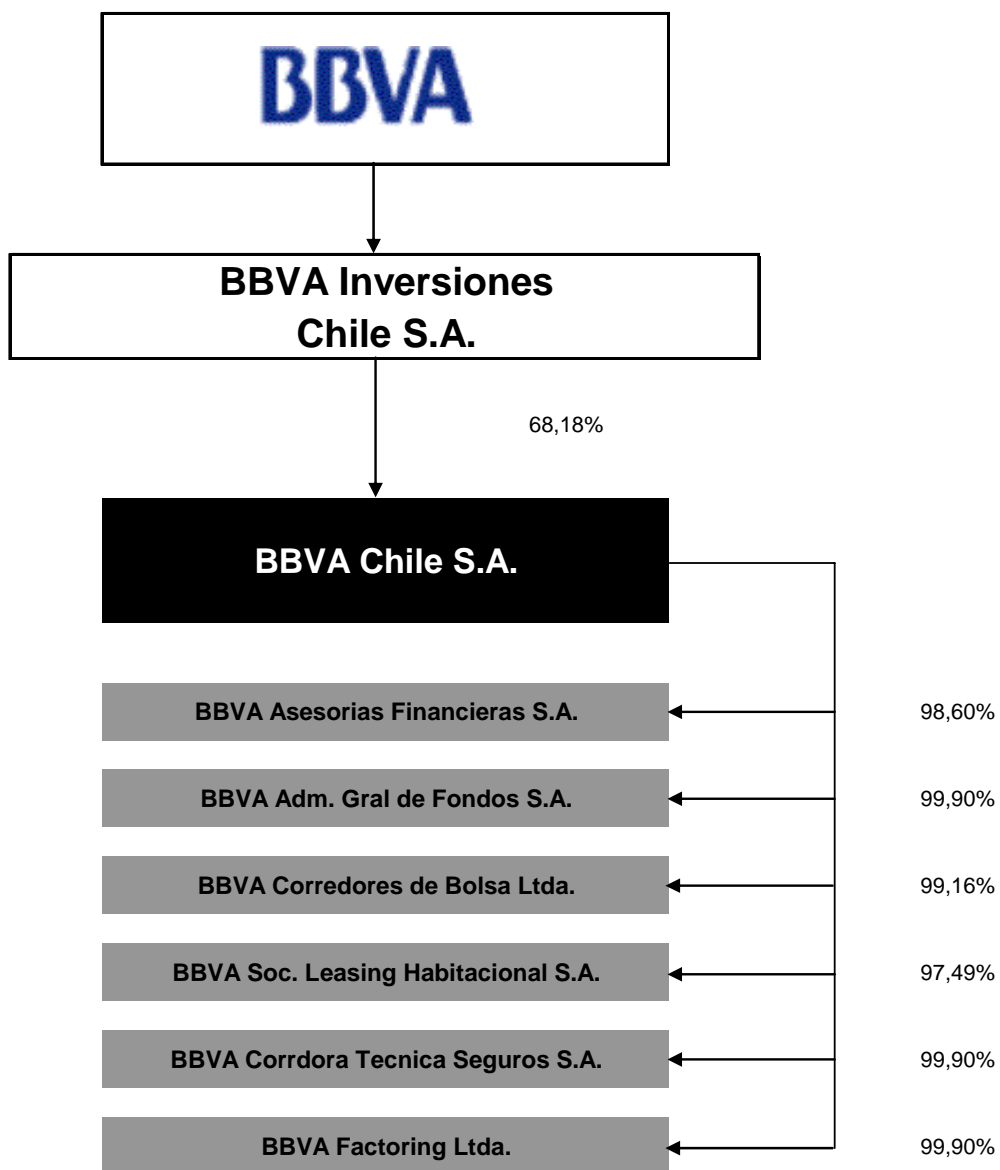 BBVA
BBVA Inversiones
Chile S.A.
68,18%
BBVA Chile S.A.
BBVA Asesorias Financieras S.A.
98,60%
BBVA Adm. Gral de Fondos S.A.
99,90%
BBVA Corredores de Bolsa Ltda.
99,16%
BBVA Soc. Leasing Habitacional S.A.
97,49%
BBVA Corrdora Tecnica Seguros S.A.
99,90%
BBVA Factoring Ltda.
99,90%